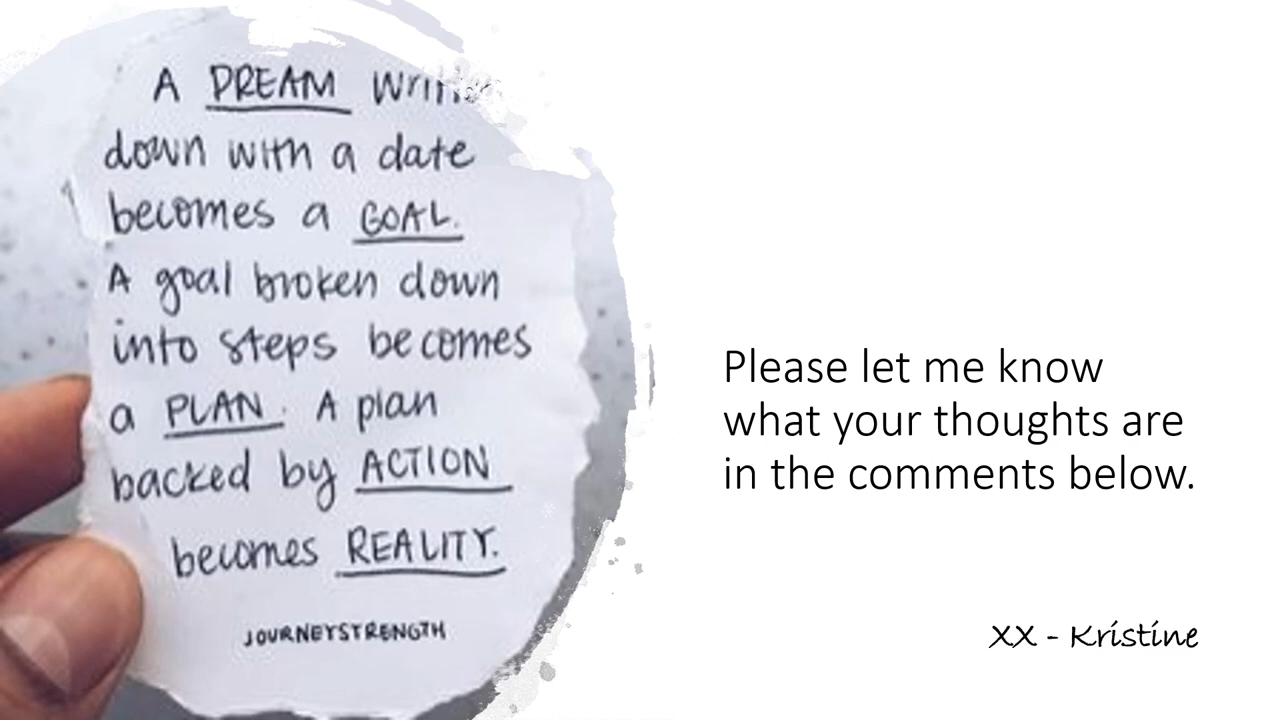 A DREAM written
down with a date
becomes a GOAL.
A goal broken down
into steps becomes
a PLAN. A plan
backed by ACTION
becomes REALITY.
JOURNEYSTRENGTH
Please let me know
what your thoughts are
in the comments below.
XX - Kristine